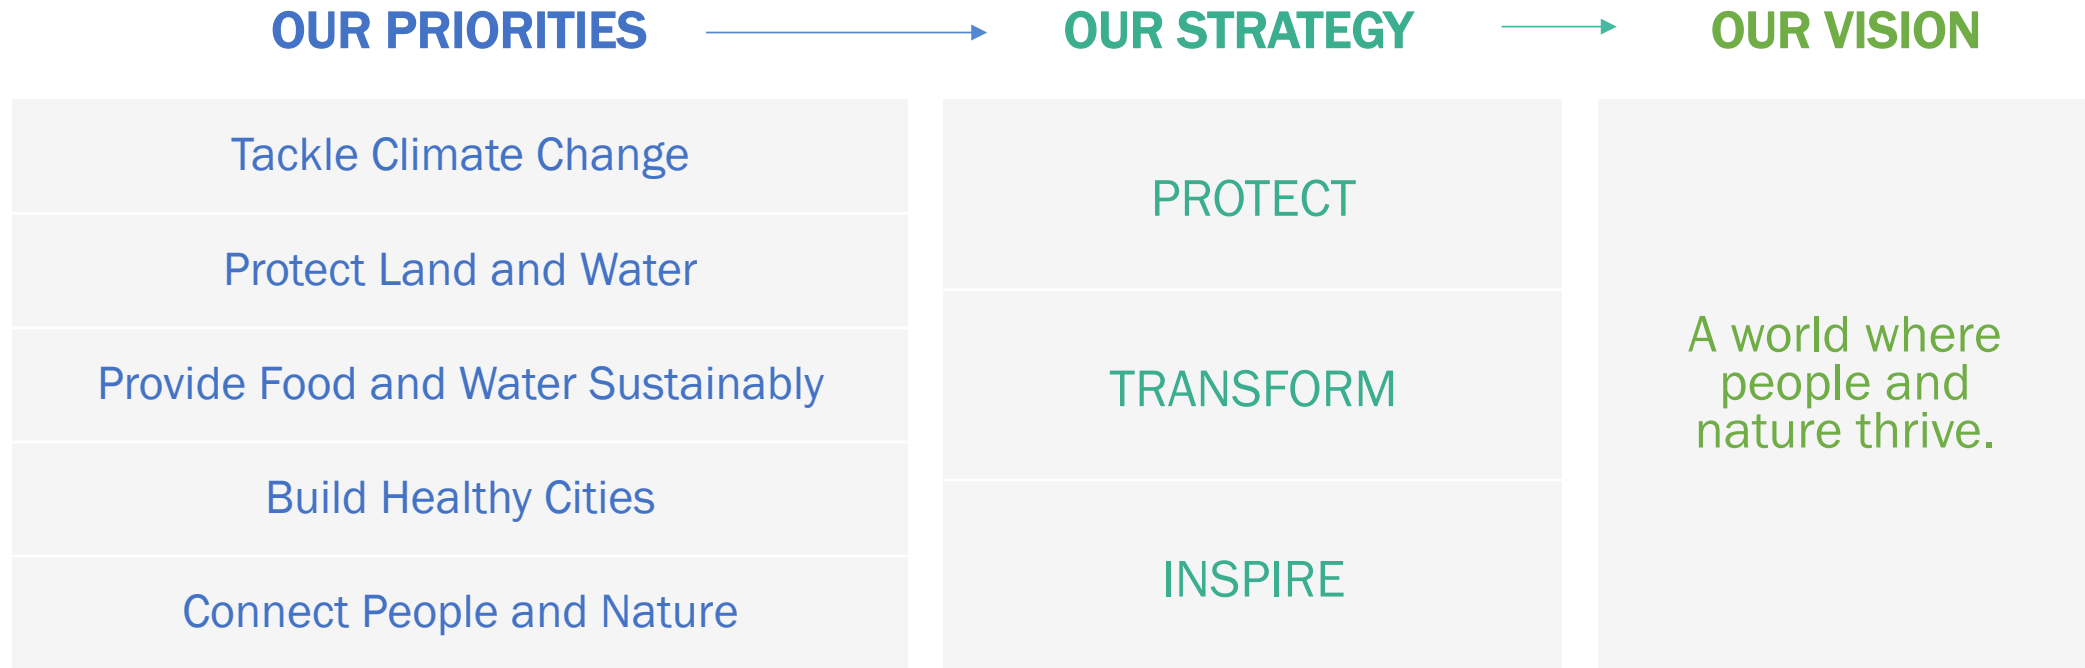 OUR PRIORITIES
OUR STRATEGY
OUR VISION
Tackle Climate Change
Protect Land and Water
Provide Food and Water Sustainably
Build Healthy Cities
Connect People and Nature
PROTECT
TRANSFORM
INSPIRE
A world where
people and
nature thrive.